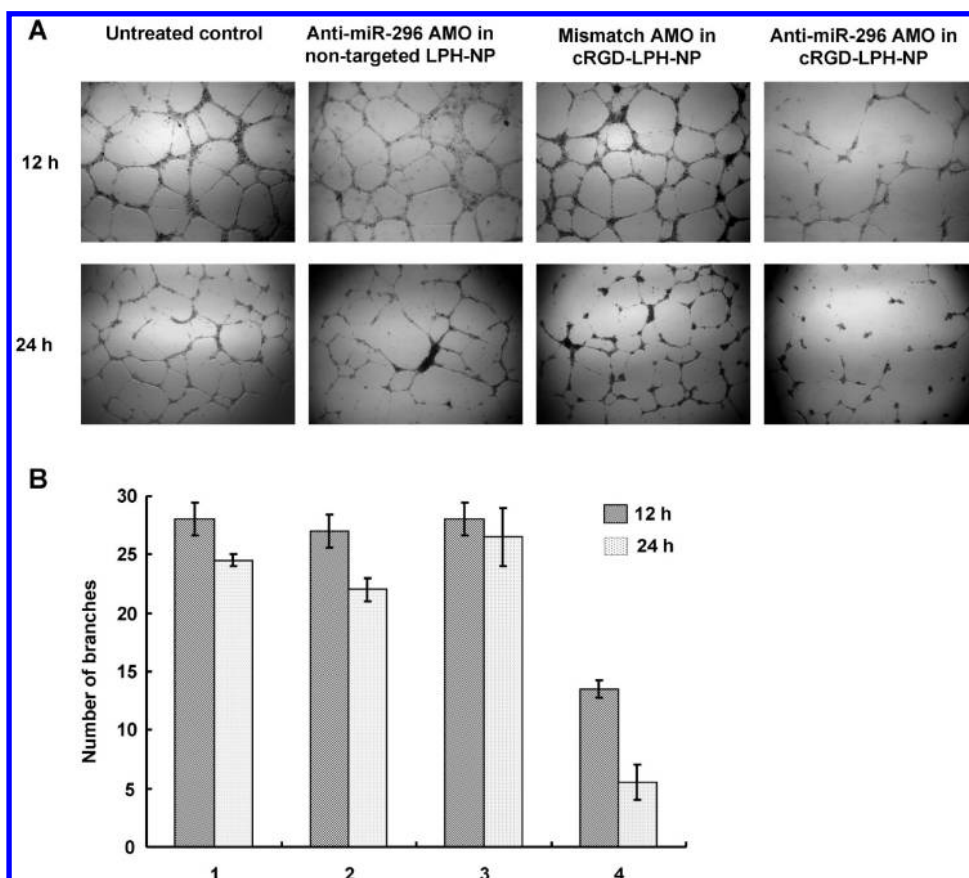 A
Untreated control
Anti-miR-296 AMO in
non-targeted LPH-NP
Mismatch AMO in
cRGD-LPH-NP
Anti-miR-296 AMO in
cRGD-LPH-NP
12 h
24 h
B
Number of branches
30
25
20
15
10
5
0
12 h
24 h
1 2 3 4